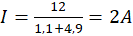 I = 12 / 1,1+4,9 = 2A